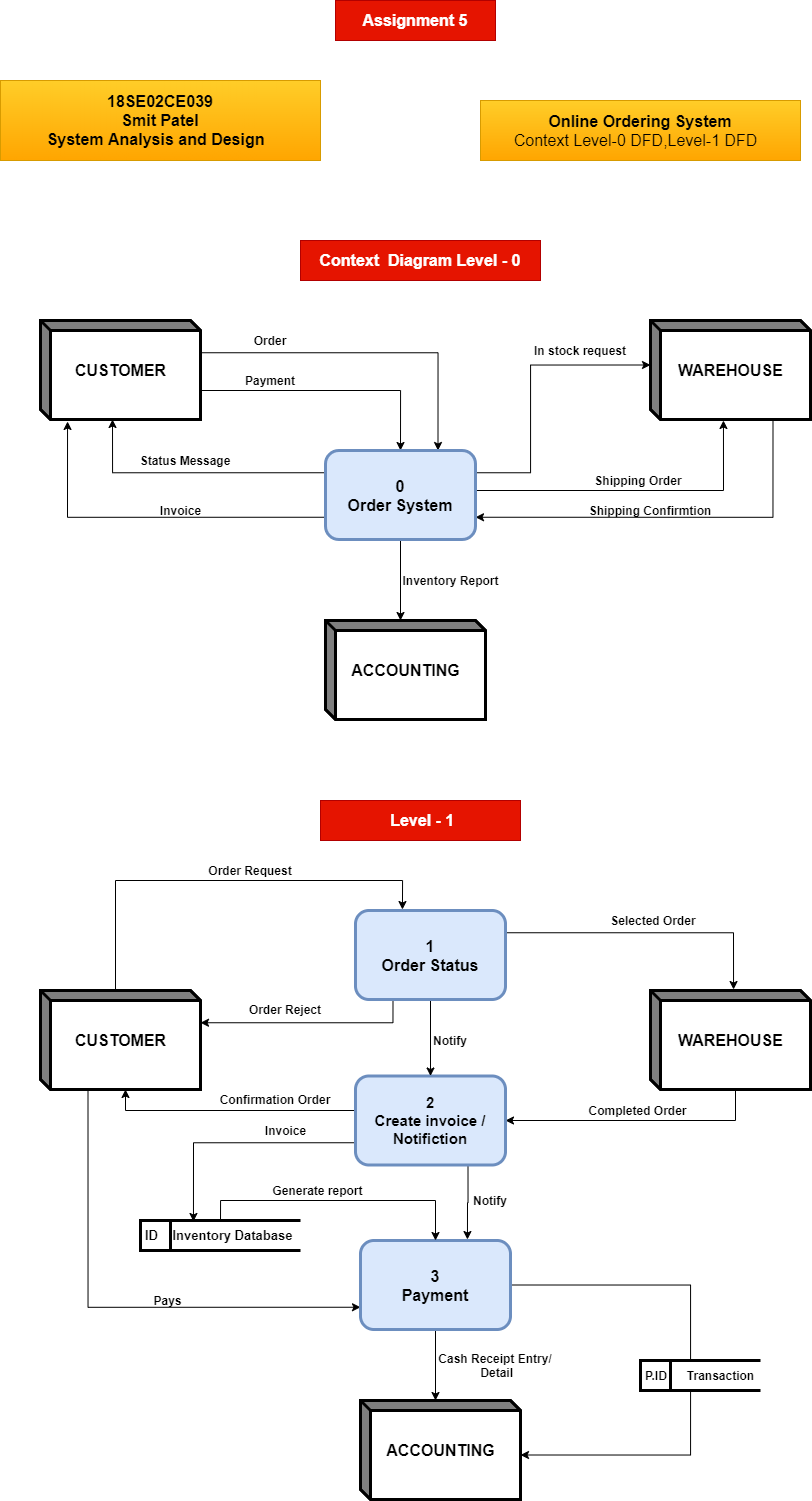 Assignment 5
18SE02CE039
Smit Patel
System Analysis and Design
Online Ordering System
Context Level-0 DFD,Level-1 DFD
Context Diagram Level - 0
CUSTOMER
Order
Payment
Status Message
Invoice
0
Order System
In stock request
WAREHOUSE
Shipping Order
Shipping Confirmtion
Inventory Report
ACCOUNTING
Level - 1
Order Request
1
Order Status
Selected Order
CUSTOMER
Order Reject
Notify
WAREHOUSE
Confirmation Order
2
Create invoice /
Notifiction
Completed Order
Invoice
Generate report
Notify
ID
Inventory Database
3
Payment
Pays
Cash Receipt Entry/
Detail
P.ID
Transaction
ACCOUNTING